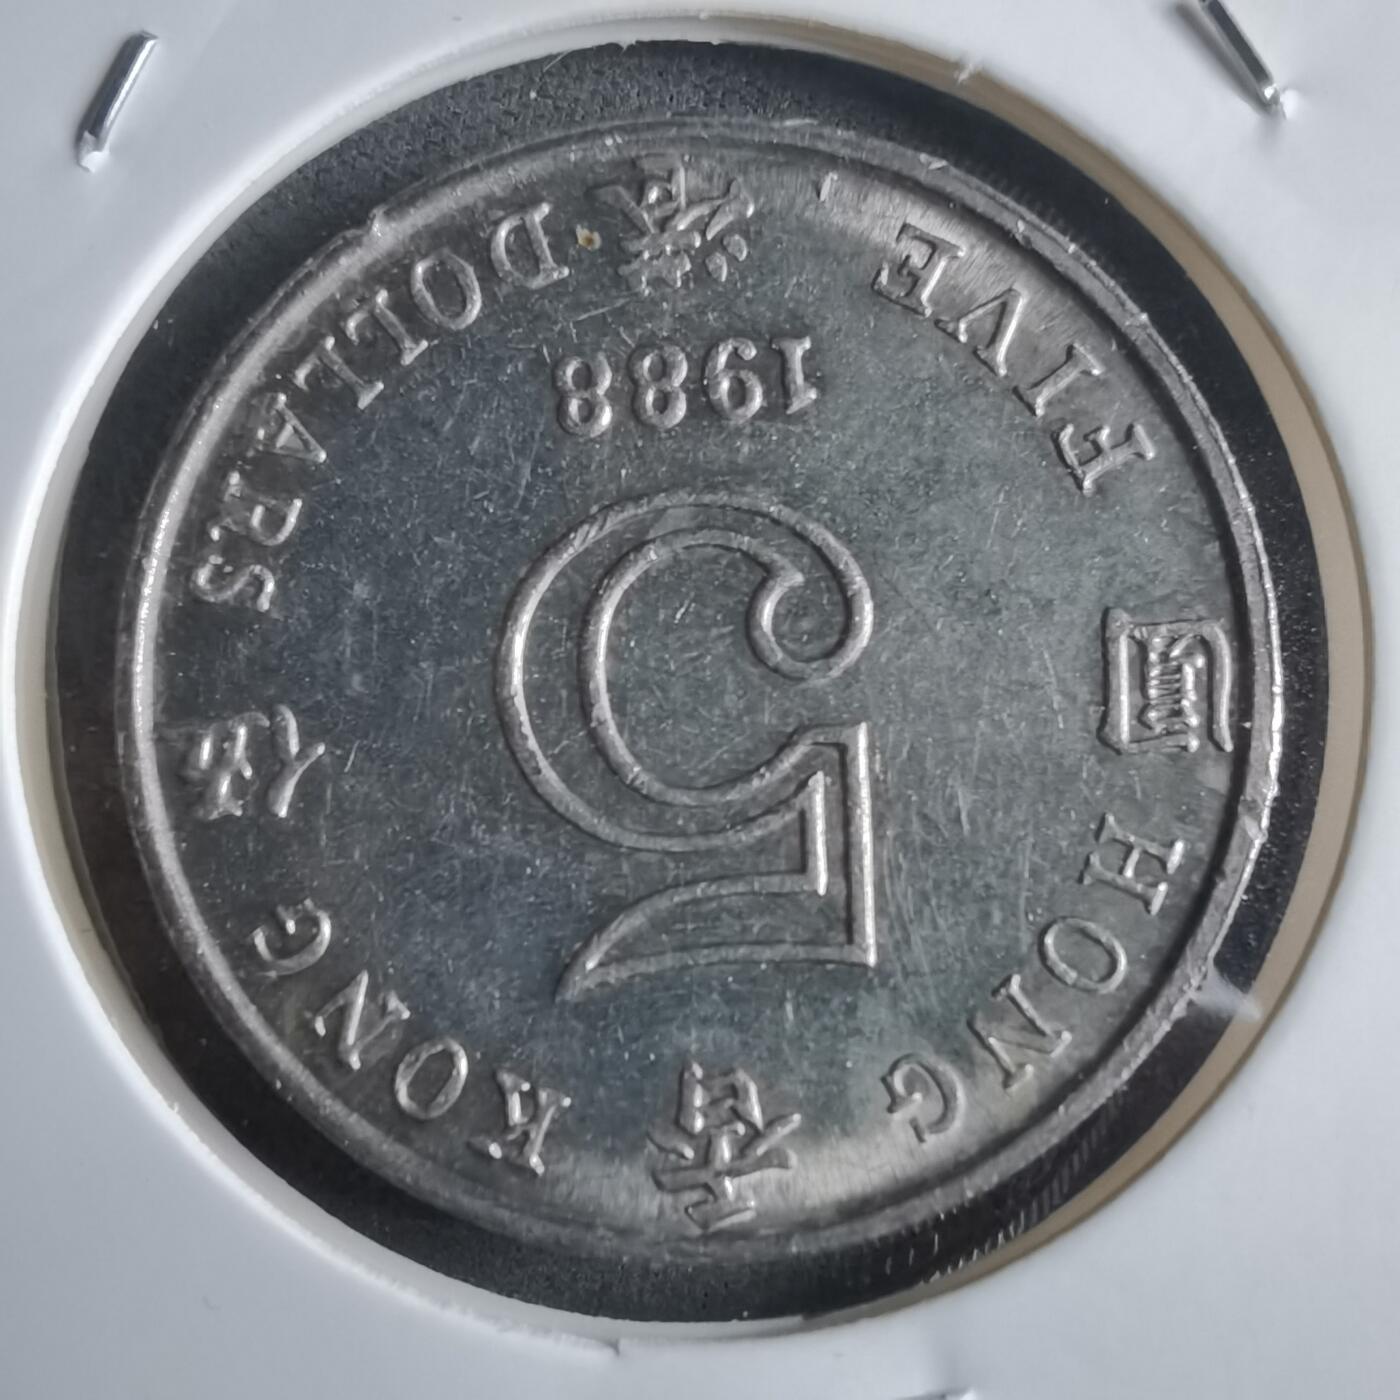 HONG 香 KONG
圓 5 伍
1988
FIVE 港 DOLLARS